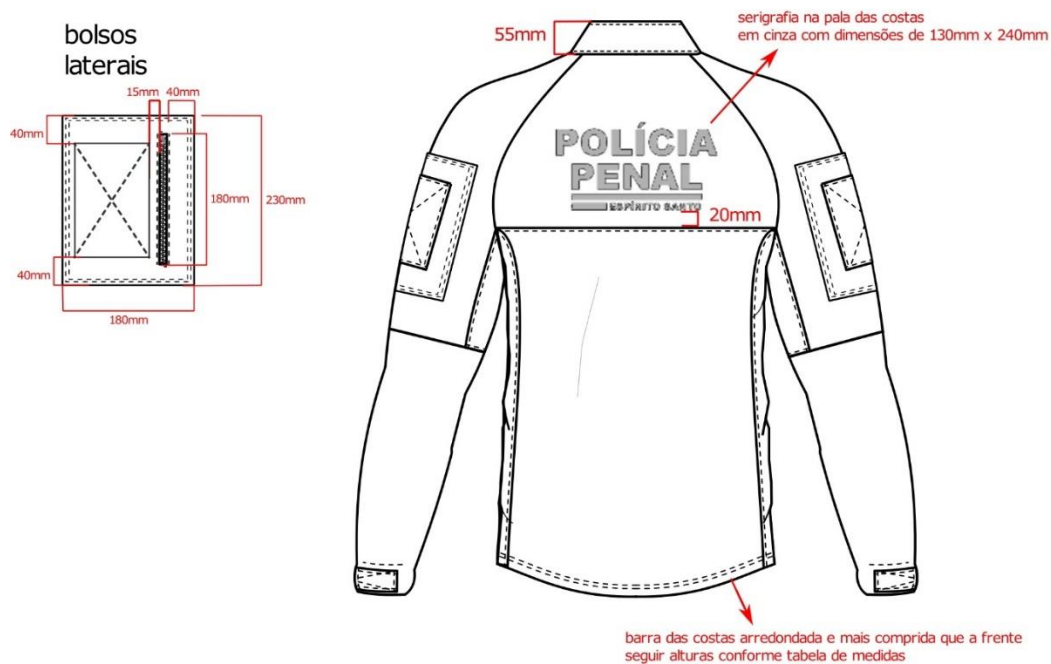 bolsos
laterais
15mm
40mm
40mm
180mm
230mm
40mm
180mm
55mm
serigrafia na pala das costas
em cinza com dimensões de 130mm x 240mm
POLÍCIA
PENAL
ESPÍRITO SANTO
20mm
barra das costas arredondada e mais comprida que a frente
seguir alturas conforme tabela de medidas